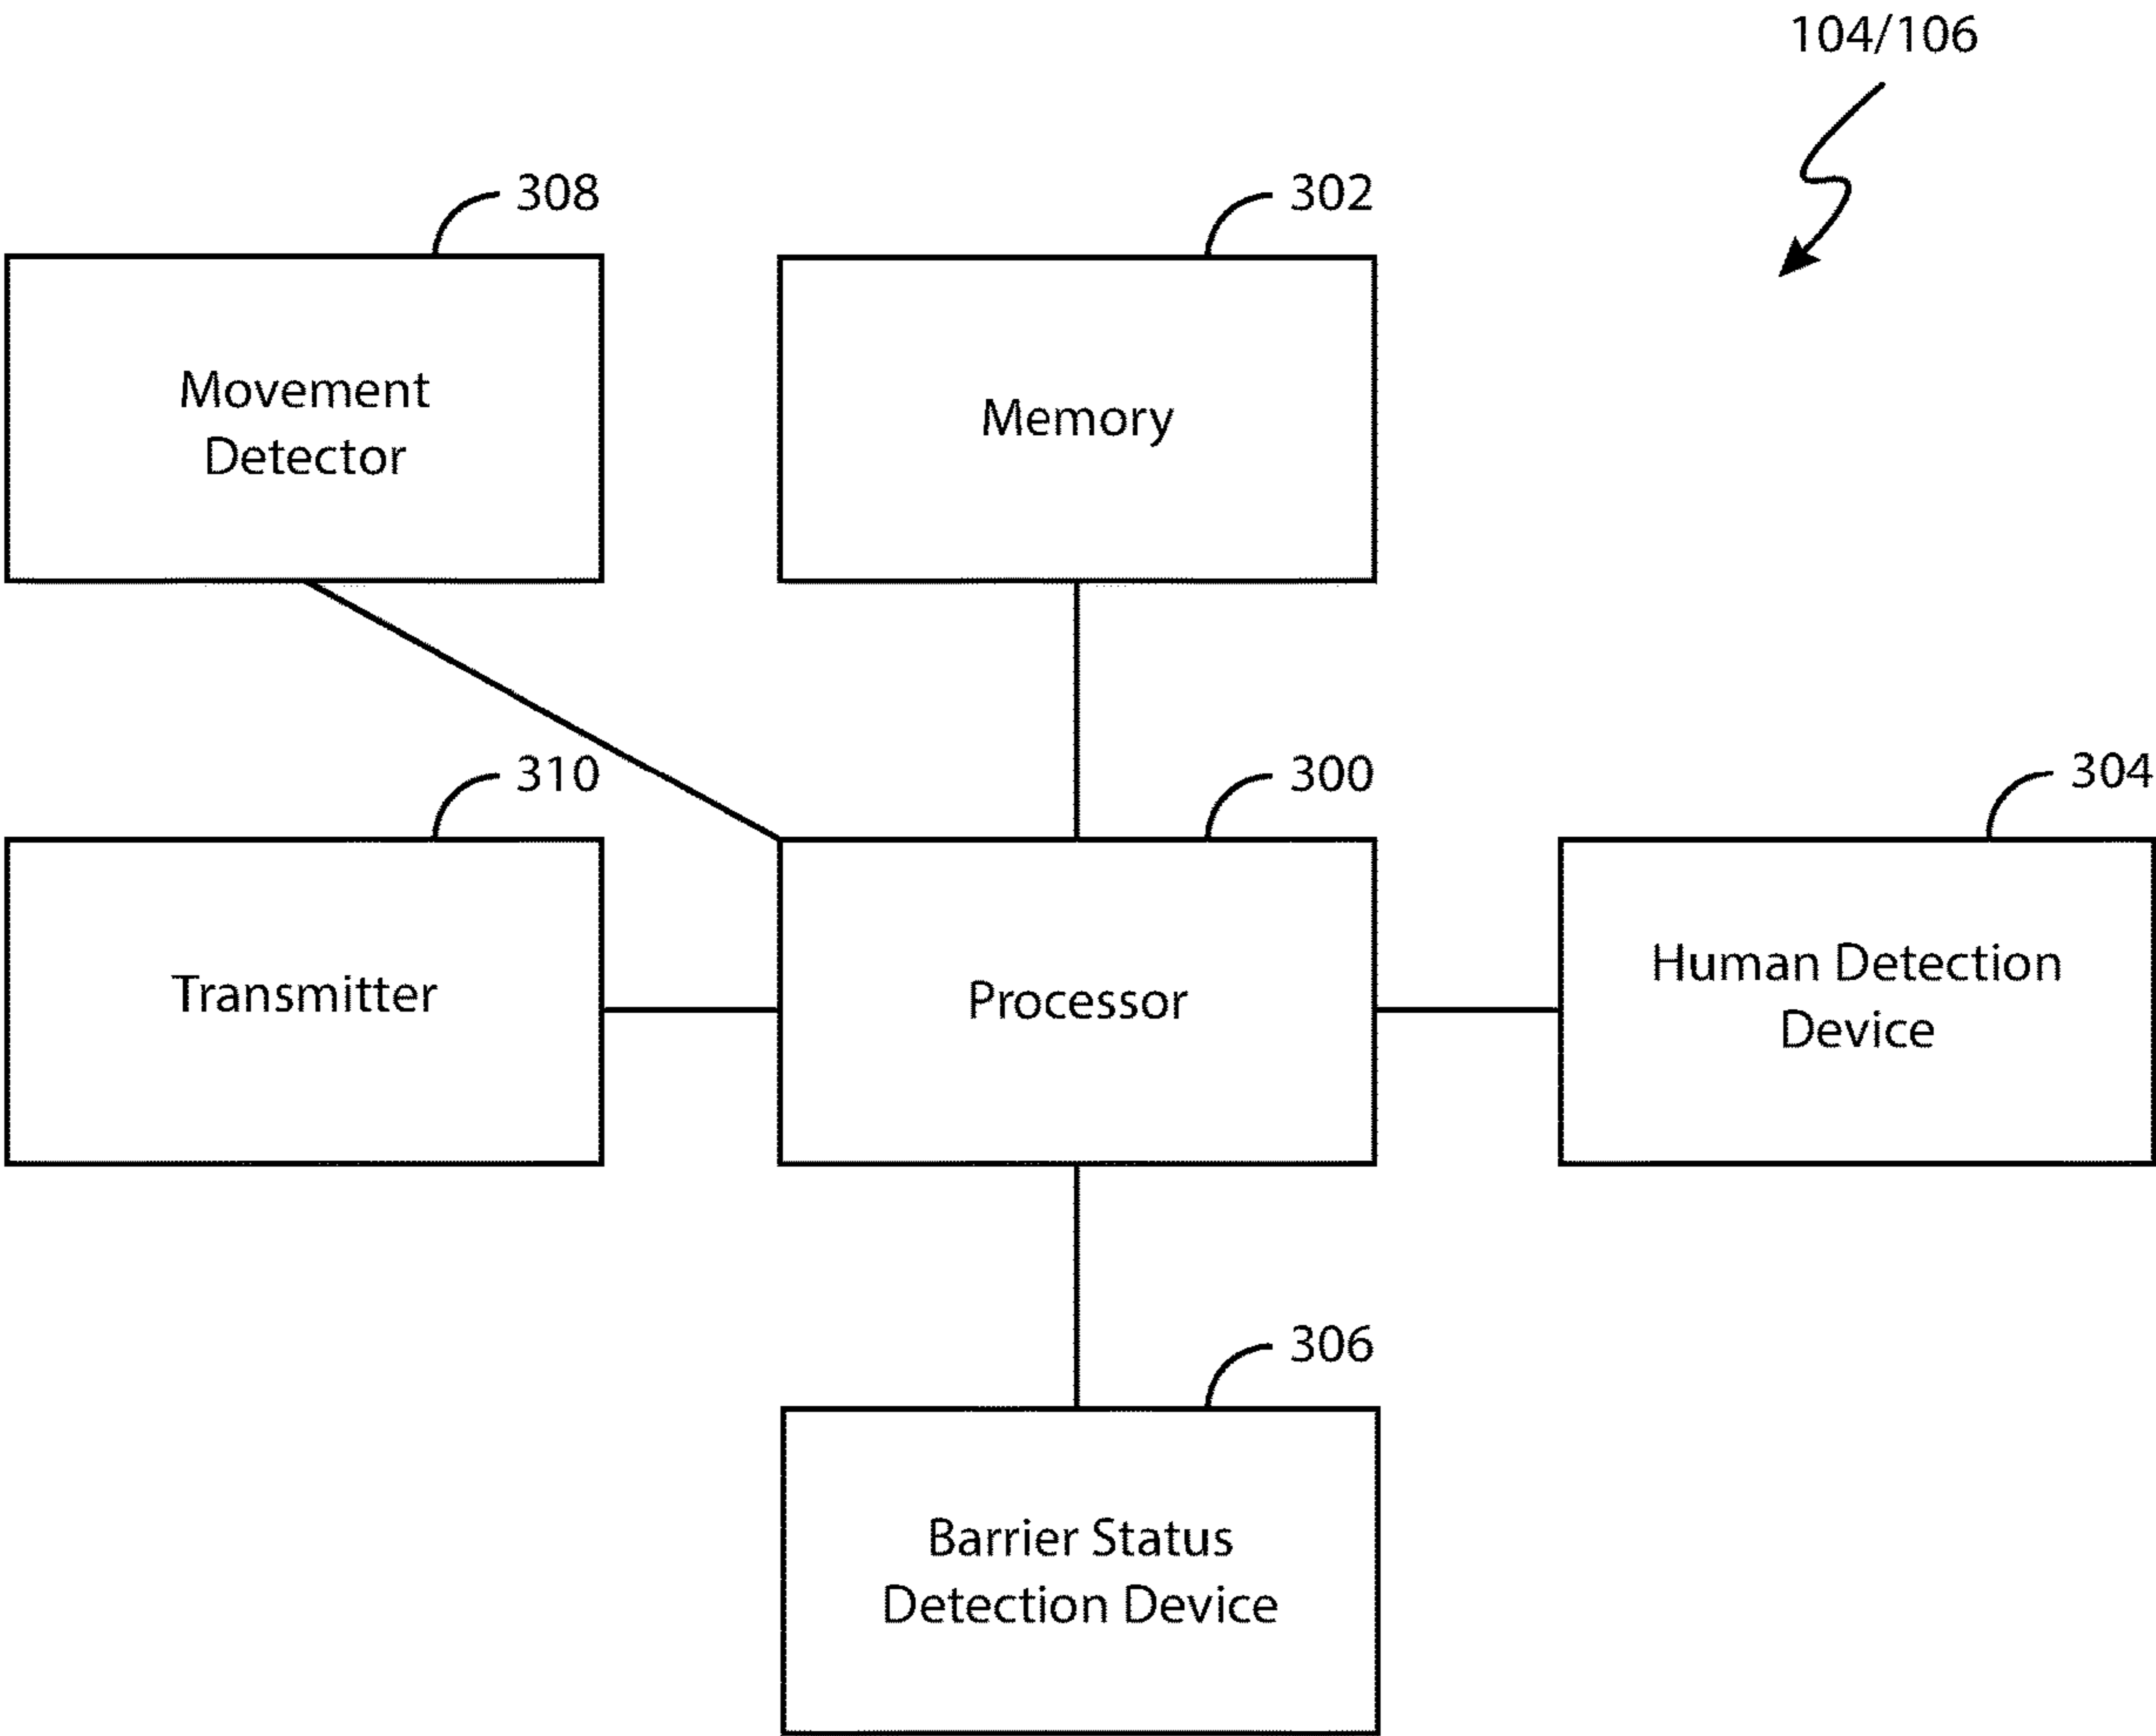 104/106
308
302
Movement
Detector
Memory
310
300
304
Transmitter
Processor
Human Detection
Device
306
Barrier Status
Detection Device